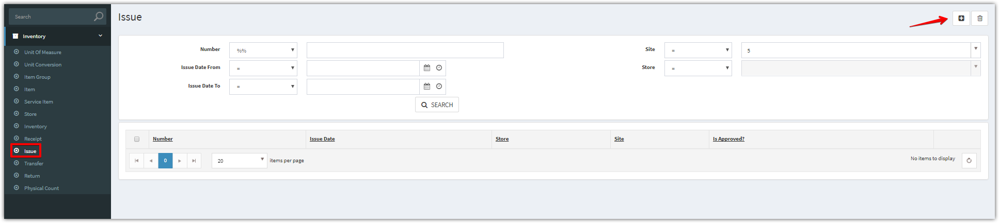 Search
Inventory
Unit Of Measure
Unit Conversion
Item Group
Item
Service Item
Store
Inventory
Receipt
Issue
Transfer
Return
Physical Count
Issue
Number %% Site = 5
Issue Date From = Store =
Issue Date To =
SEARCH
Number Issue Date Store Site Is Approved?
0 20 items per page No items to display